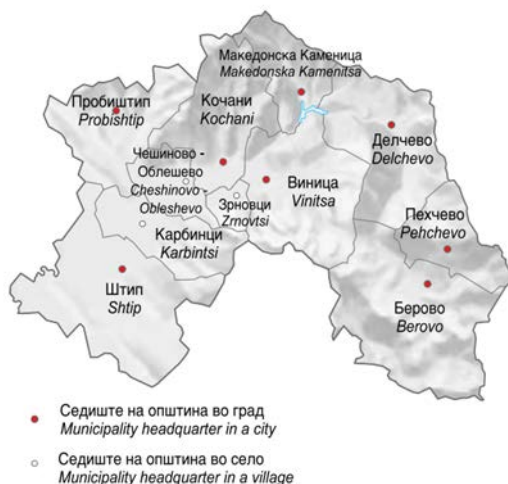 Македонска Каменица
Makedonska Kamenitsa
Пробиштип
Probishtip
Кочани
Kochani
Делчево
Delchevo
Чешиново -
Облешево
Cheshinovo -
Obleshevo
Зрновци
Zrnovtsi
Виница
Vinitsa
Пехчево
Pehchevo
Карбинци
Karbintsi
Штип
Shtip
Берово
Berovo
Седиште на општина во град
Municipality headquarter in a city
Седиште на општина во село
Municipality headquarter in a village